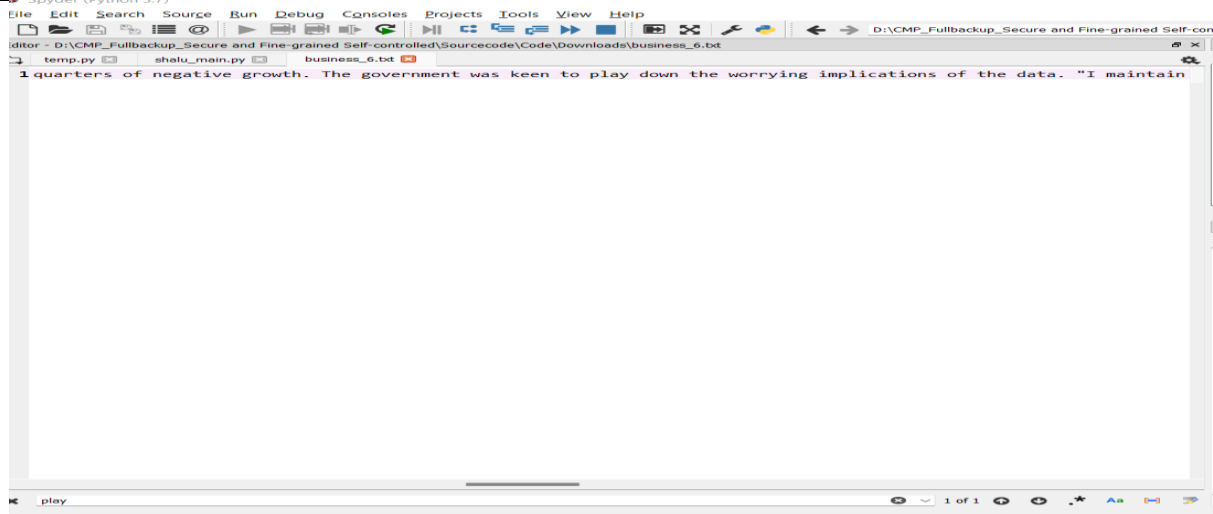 Spyder (Python 3.7)
File Edit Search Source Run Debug Consoles Projects Tools View Help
D:\CMP_Fullbackup_Secure and Fine-grained Self-con
ditor - D:\CMP_Fullbackup_Secure and Fine-grained Self-controlled\Sourcecode\Code\Downloads\business_6.txt
temp.py shalu_main.py business_6.txt
1 quarters of negative growth. The government was keen to play down the worrying implications of the data. "I maintain
play 1 of 1 .* Aa